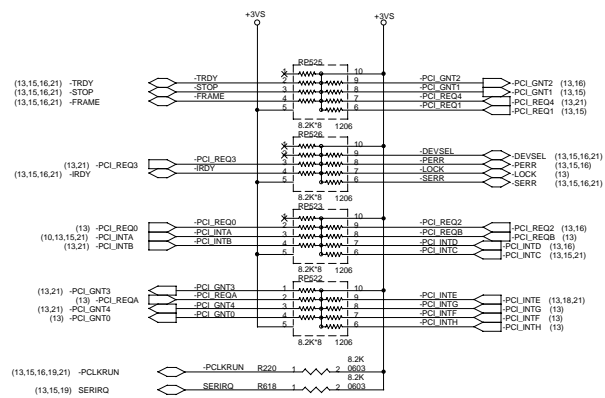 +3VS +3VS
RP525
1 10
(13,15,16,21) -TRDY -TRDY 2 9 -PCI_GNT2 -PCI_GNT2 (13,16)
(13,15,16,21) -STOP -STOP 3 8 -PCI_GNT1 -PCI_GNT1 (13,15)
(13,15,16,21) -FRAME -FRAME 4 7 -PCI_REQ4 -PCI_REQ4 (13,21)
5 6 -PCI_REQ1 -PCI_REQ1 (13,15)
8.2K*8 1206
RP526
1 10
2 9 -DEVSEL -DEVSEL (13,15,16,21)
(13,21) -PCI_REQ3 -PCI_REQ3 3 8 -PERR -PERR (13,15,16)
(13,15,16,21) -IRDY -IRDY 4 7 -LOCK -LOCK (13)
5 6 -SERR -SERR (13,15,16,21)
8.2K*8 1206
RP523
1 10
(13) -PCI_REQ0 -PCI_REQ0 2 9 -PCI_REQ2 -PCI_REQ2 (13,16)
(10,13,15,21) -PCI_INTA -PCI_INTA 3 8 -PCI_REQB -PCI_REQB (13)
(13,21) -PCI_INTB -PCI_INTB 4 7 -PCI_INTD -PCI_INTD (13,16)
5 6 -PCI_INTC -PCI_INTC (13,15,21)
8.2K*8 1206
RP522
(13,21) -PCI_GNT3 -PCI_GNT3 1 10
(13) -PCI_REQA -PCI_REQA 2 9 -PCI_INTE -PCI_INTE (13,18,21)
(13,21) -PCI_GNT4 -PCI_GNT4 3 8 -PCI_INTG -PCI_INTG (13)
(13) -PCI_GNT0 -PCI_GNT0 4 7 -PCI_INTF -PCI_INTF (13)
5 6 -PCI_INTH -PCI_INTH (13)
8.2K*8 1206
8.2K
(13,15,16,19,21) -PCLKRUN -PCLKRUN R220 1 2 0603
8.2K
(13,15,19) SERIRQ SERIRQ R618 1 2 0603